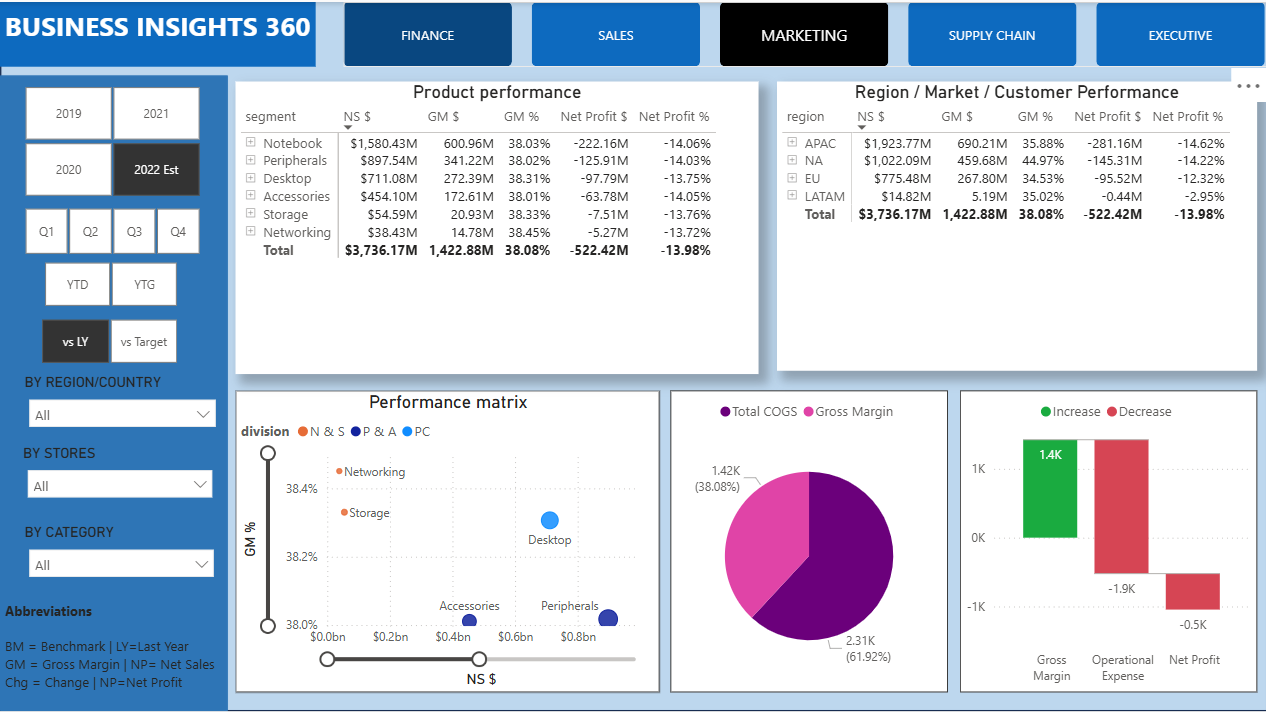 BUSINESS INSIGHTS 360
FINANCE
SALES
MARKETING
SUPPLY CHAIN
EXECUTIVE
2019
2021
2020
2022 Est
Q1
Q2
Q3
Q4
YTD
YTG
vs LY
vs Target
BY REGION/COUNTRY
All
BY STORES
All
BY CATEGORY
All
Abbreviations
BM = Benchmark | LY=Last Year
GM = Gross Margin | NP= Net Sales
Chg = Change | NP=Net Profit
Product performance
segment NS $ GM $ GM % Net Profit $ Net Profit %
Notebook $1,580.43M 600.96M 38.03% -222.16M -14.06%
Peripherals $897.54M 341.22M 38.02% -125.91M -14.03%
Desktop $711.08M 272.39M 38.31% -97.79M -13.75%
Accessories $454.10M 172.61M 38.01% -63.78M -14.05%
Storage $54.59M 20.93M 38.33% -7.51M -13.76%
Networking $38.43M 14.78M 38.45% -5.27M -13.72%
Total $3,736.17M 1,422.88M 38.08% -522.42M -13.98%
Region / Market / Customer Performance
region NS $ GM $ GM % Net Profit $ Net Profit %
APAC $1,923.77M 690.21M 35.88% -281.16M -14.62%
NA $1,022.09M 459.68M 44.97% -145.31M -14.22%
EU $775.48M 267.80M 34.53% -95.52M -12.32%
LATAM $14.82M 5.19M 35.02% -0.44M -2.95%
Total $3,736.17M 1,422.88M 38.08% -522.42M -13.98%
Performance matrix
division N & S P & A PC
GM %
38.4%
38.2%
38.0%
Networking
Storage
Desktop
Accessories
Peripherals
$0.0bn $0.2bn $0.4bn $0.6bn $0.8bn
NS $
Total COGS Gross Margin
1.42K
(38.08%)
2.31K
(61.92%)
Increase Decrease
1K
0K
-1K
1.4K
-1.9K
-0.5K
Gross
Margin
Operational
Expense
Net Profit